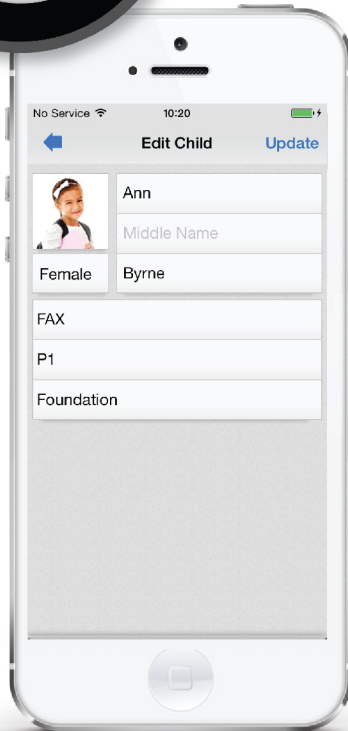 No Service 10:20
Edit Child Update
Ann
Middle Name
Female Byrne
FAX
P1
Foundation